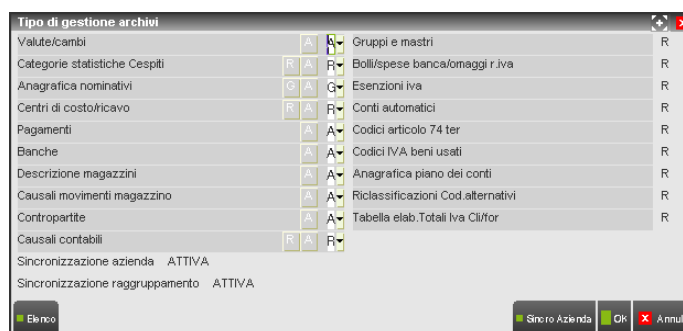 Tipo di gestione archivi
Valute/cambi A A Gruppi e mastri R
Categorie statistiche Cespiti R A R Bolli/spese banca/omaggi r.iva R
Anagrafica nominativi G A G Esenzioni iva R
Centri di costo/ricavo R A R Conti automatici R
Pagamenti A A Codici articolo 74 ter R
Banche A A Codici IVA beni usati R
Descrizione magazzini A A Anagrafica piano dei conti R
Causali movimenti magazzino A A Riclassificazioni Cod.alternativi R
Contropartite A A Tabella elab.Totali Iva Cli/for R
Causali contabili R A R
Sincronizzazione azienda ATTIVA
Sincronizzazione raggruppamento ATTIVA
Elenco Sincro Azienda OK Annul